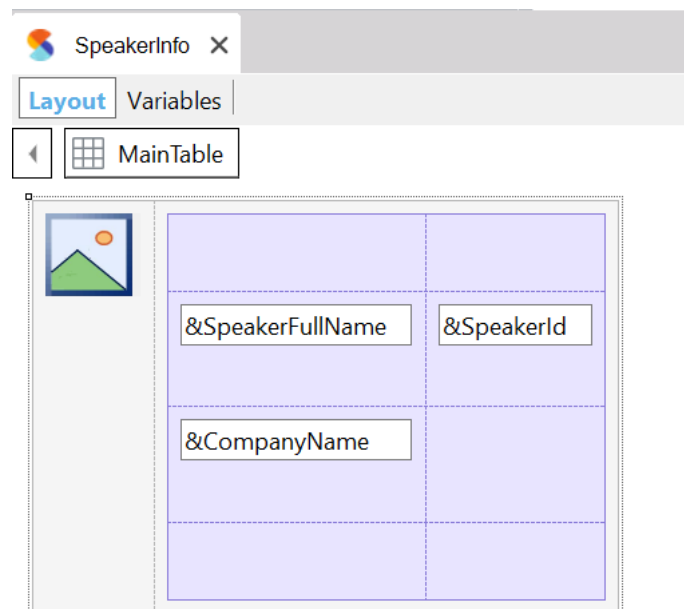 SpeakerInfo
Layout Variables
MainTable
&SpeakerFullName &SpeakerId
&CompanyName